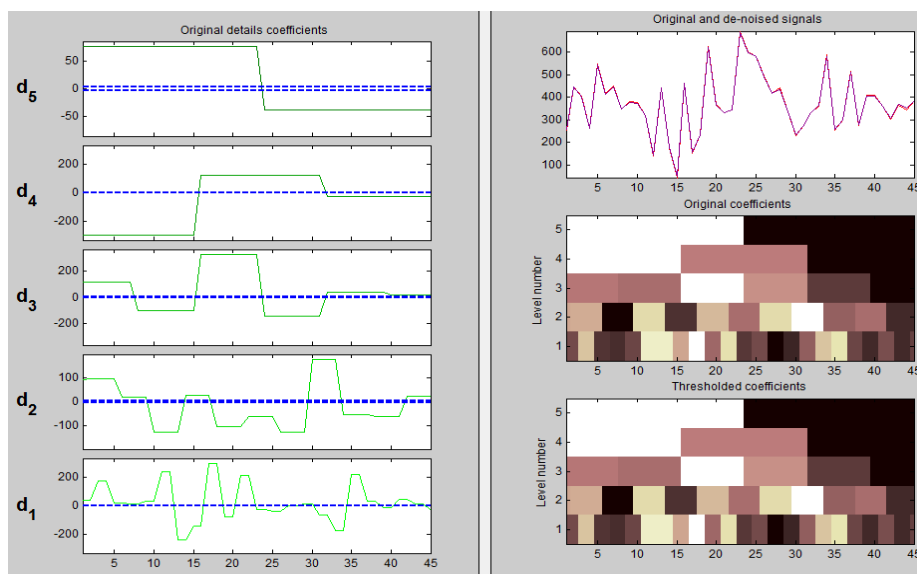 Original details coefficients
50
0
-50
d5
200
0
-200
d4
200
0
-200
d3
100
0
-100
d2
200
0
-200
d1
5 10 15 20 25 30 35 40 45
Original and de-noised signals
600
500
400
300
200
100
5 10 15 20 25 30 35 40 45
Original coefficients
5
4
3
2
1
Level number
5 10 15 20 25 30 35 40 45
Thresholded coefficients
5
4
3
2
1
Level number
5 10 15 20 25 30 35 40 45